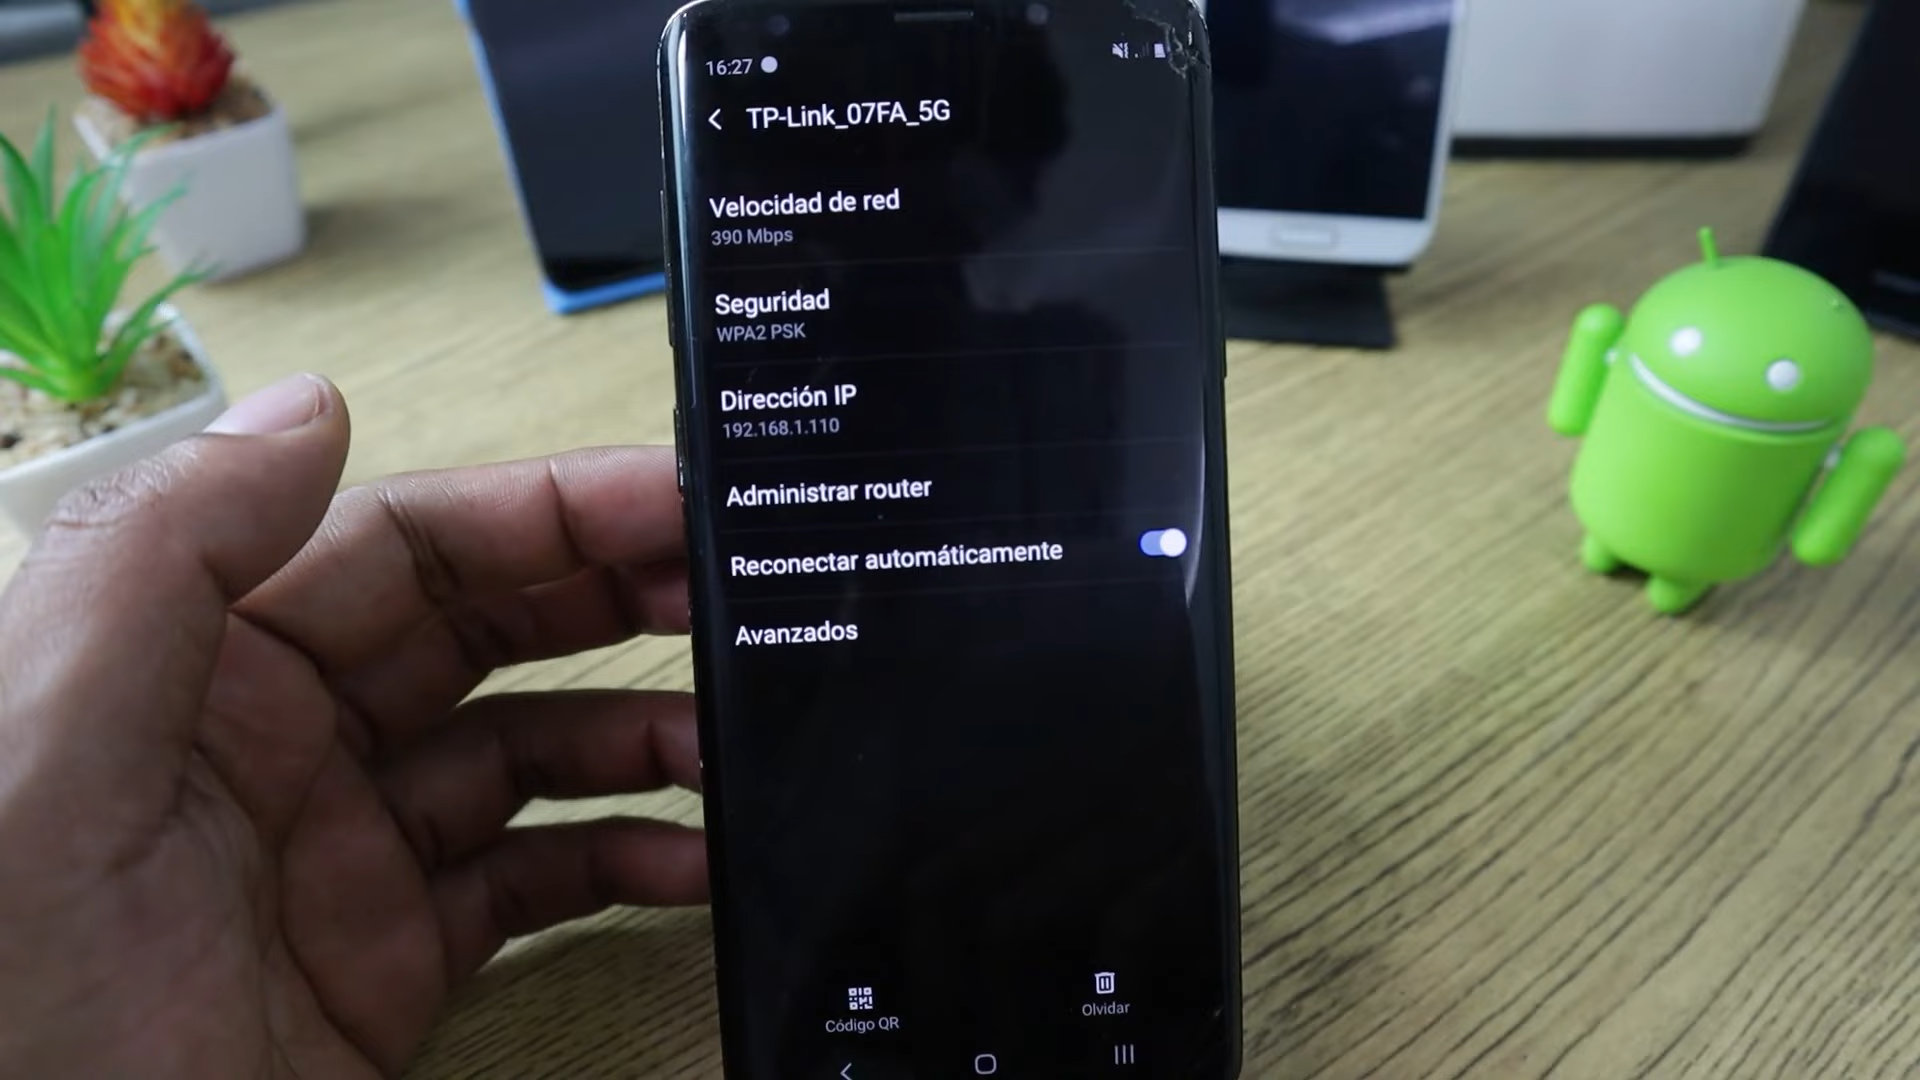 16:27
TP-Link_07FA_5G
Velocidad de red
390 Mbps
Seguridad
WPA2 PSK
Dirección IP
192.168.1.110
Administrar router
Reconectar automáticamente
Avanzados
Código QR
Olvidar